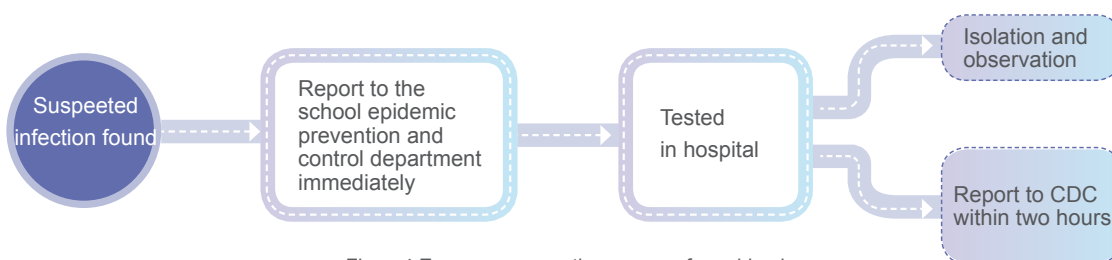 Suspeeted
infection found
Report to the
school epidemic
prevention and
control department
immediately
Tested
in hospital
Isolation and
observation
Report to CDC
within two hours